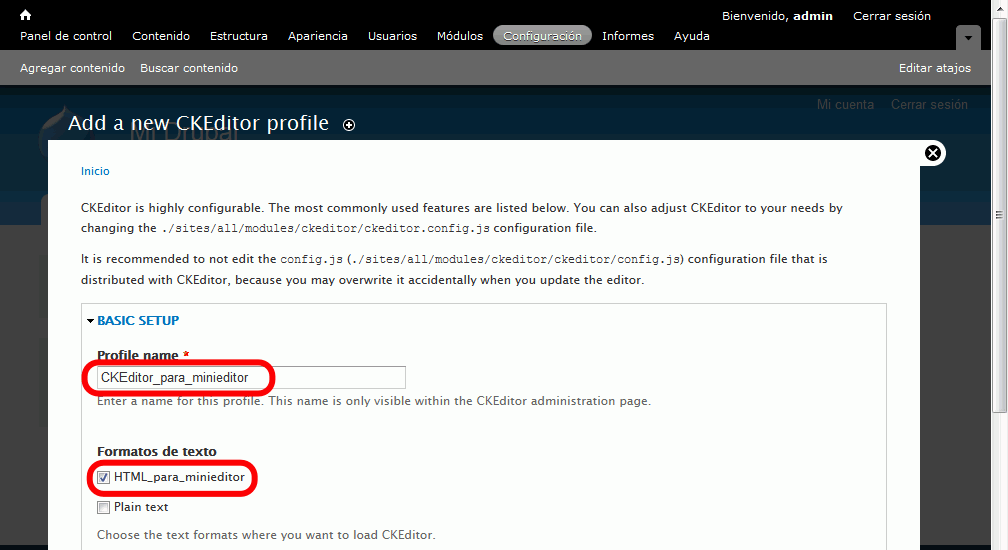 Bienvenido, admin Cerrar sesión
Panel de control Contenido Estructura Apariencia Usuarios Módulos Configuración Informes Ayuda
Agregar contenido Buscar contenido Editar atajos
Mi cuenta Cerrar sesión
Mi Drupal
Add a new CKEditor profile
Inicio
CKEditor is highly configurable. The most commonly used features are listed below. You can also adjust CKEditor to your needs by
changing the ./sites/all/modules/ckeditor/ckeditor.config.js configuration file.
It is recommended to not edit the config.js (./sites/all/modules/ckeditor/ckeditor/config.js) configuration file that is
distributed with CKEditor, because you may overwrite it accidentally when you update the editor.
BASIC SETUP
Profile name *
CKEditor_para_minieditor
Enter a name for this profile. This name is only visible within the CKEditor administration page.
Formatos de texto
HTML_para_minieditor
Plain text
Choose the text formats where you want to load CKEditor.